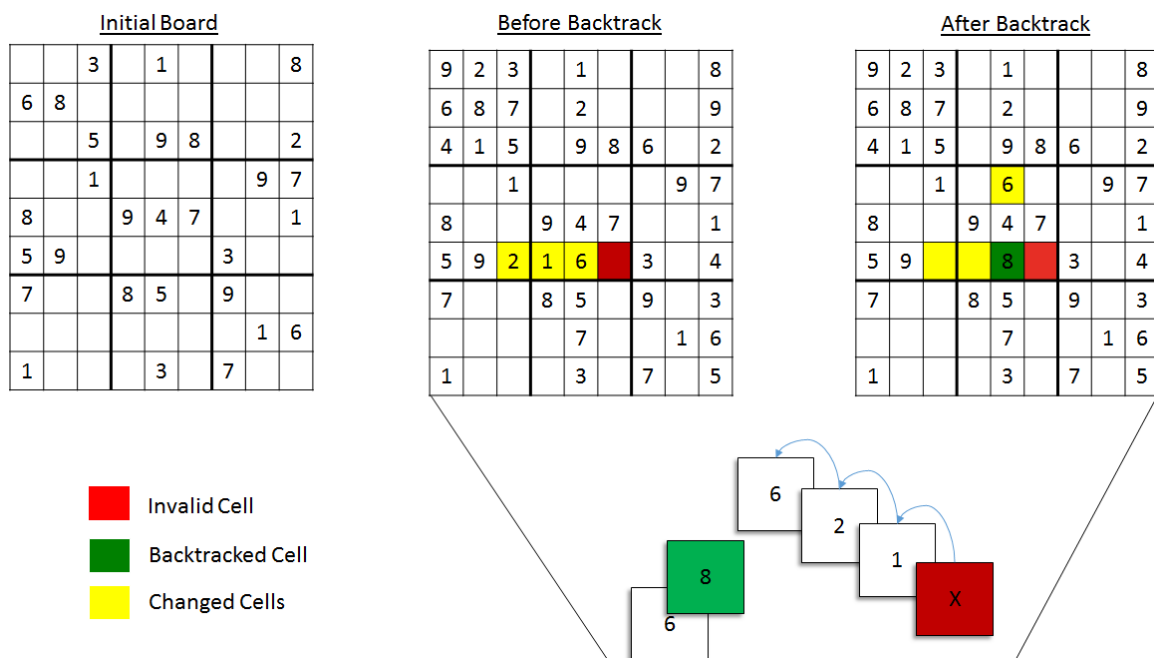 Initial Board
Before Backtrack
After Backtrack
3 1 8
6 8
5 9 8 2
1 9 7
8 9 4 7 1
5 9 3
7 8 5 9
1 6
1 3 7
9 2 3 1 8
6 8 7 2 9
4 1 5 9 8 6 2
1 9 7
8 9 4 7 1
5 9 2 1 6 3 4
7 8 5 9 3
7 1 6
1 3 7 5
9 2 3 1 8
6 8 7 2 9
4 1 5 9 8 6 2
1 6 9 7
8 9 4 7 1
5 9 8 3 4
7 8 5 9 3
7 1 6
1 3 7 5
Invalid Cell
Backtracked Cell
Changed Cells
6
2
1
X
8
6